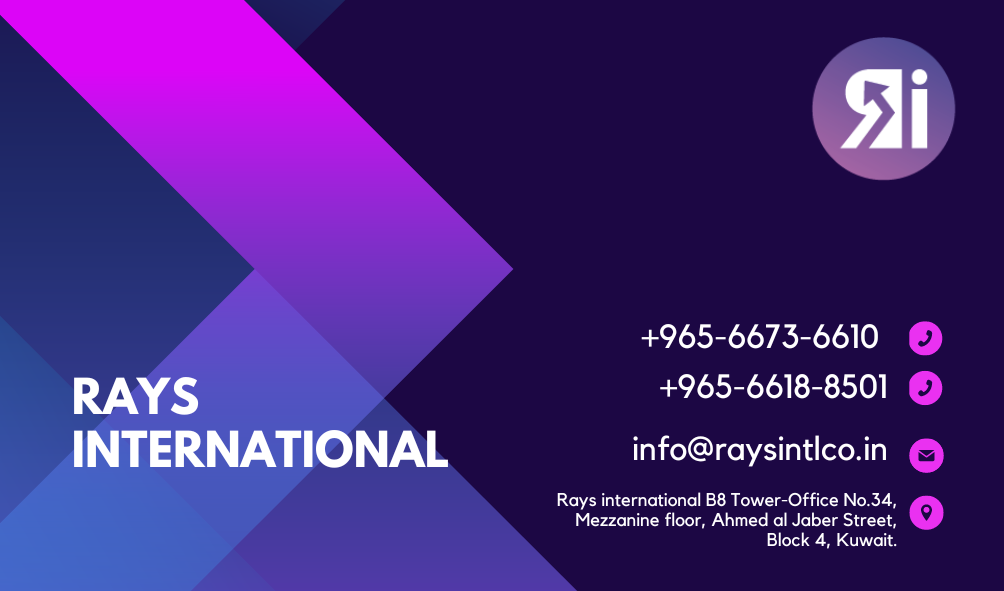 Ri
RAYS
INTERNATIONAL
+965-6673-6610
+965-6618-8501
info@raysintlco.in
Rays international B8 Tower-Office No.34,
Mezzanine floor, Ahmed al Jaber Street,
Block 4, Kuwait.